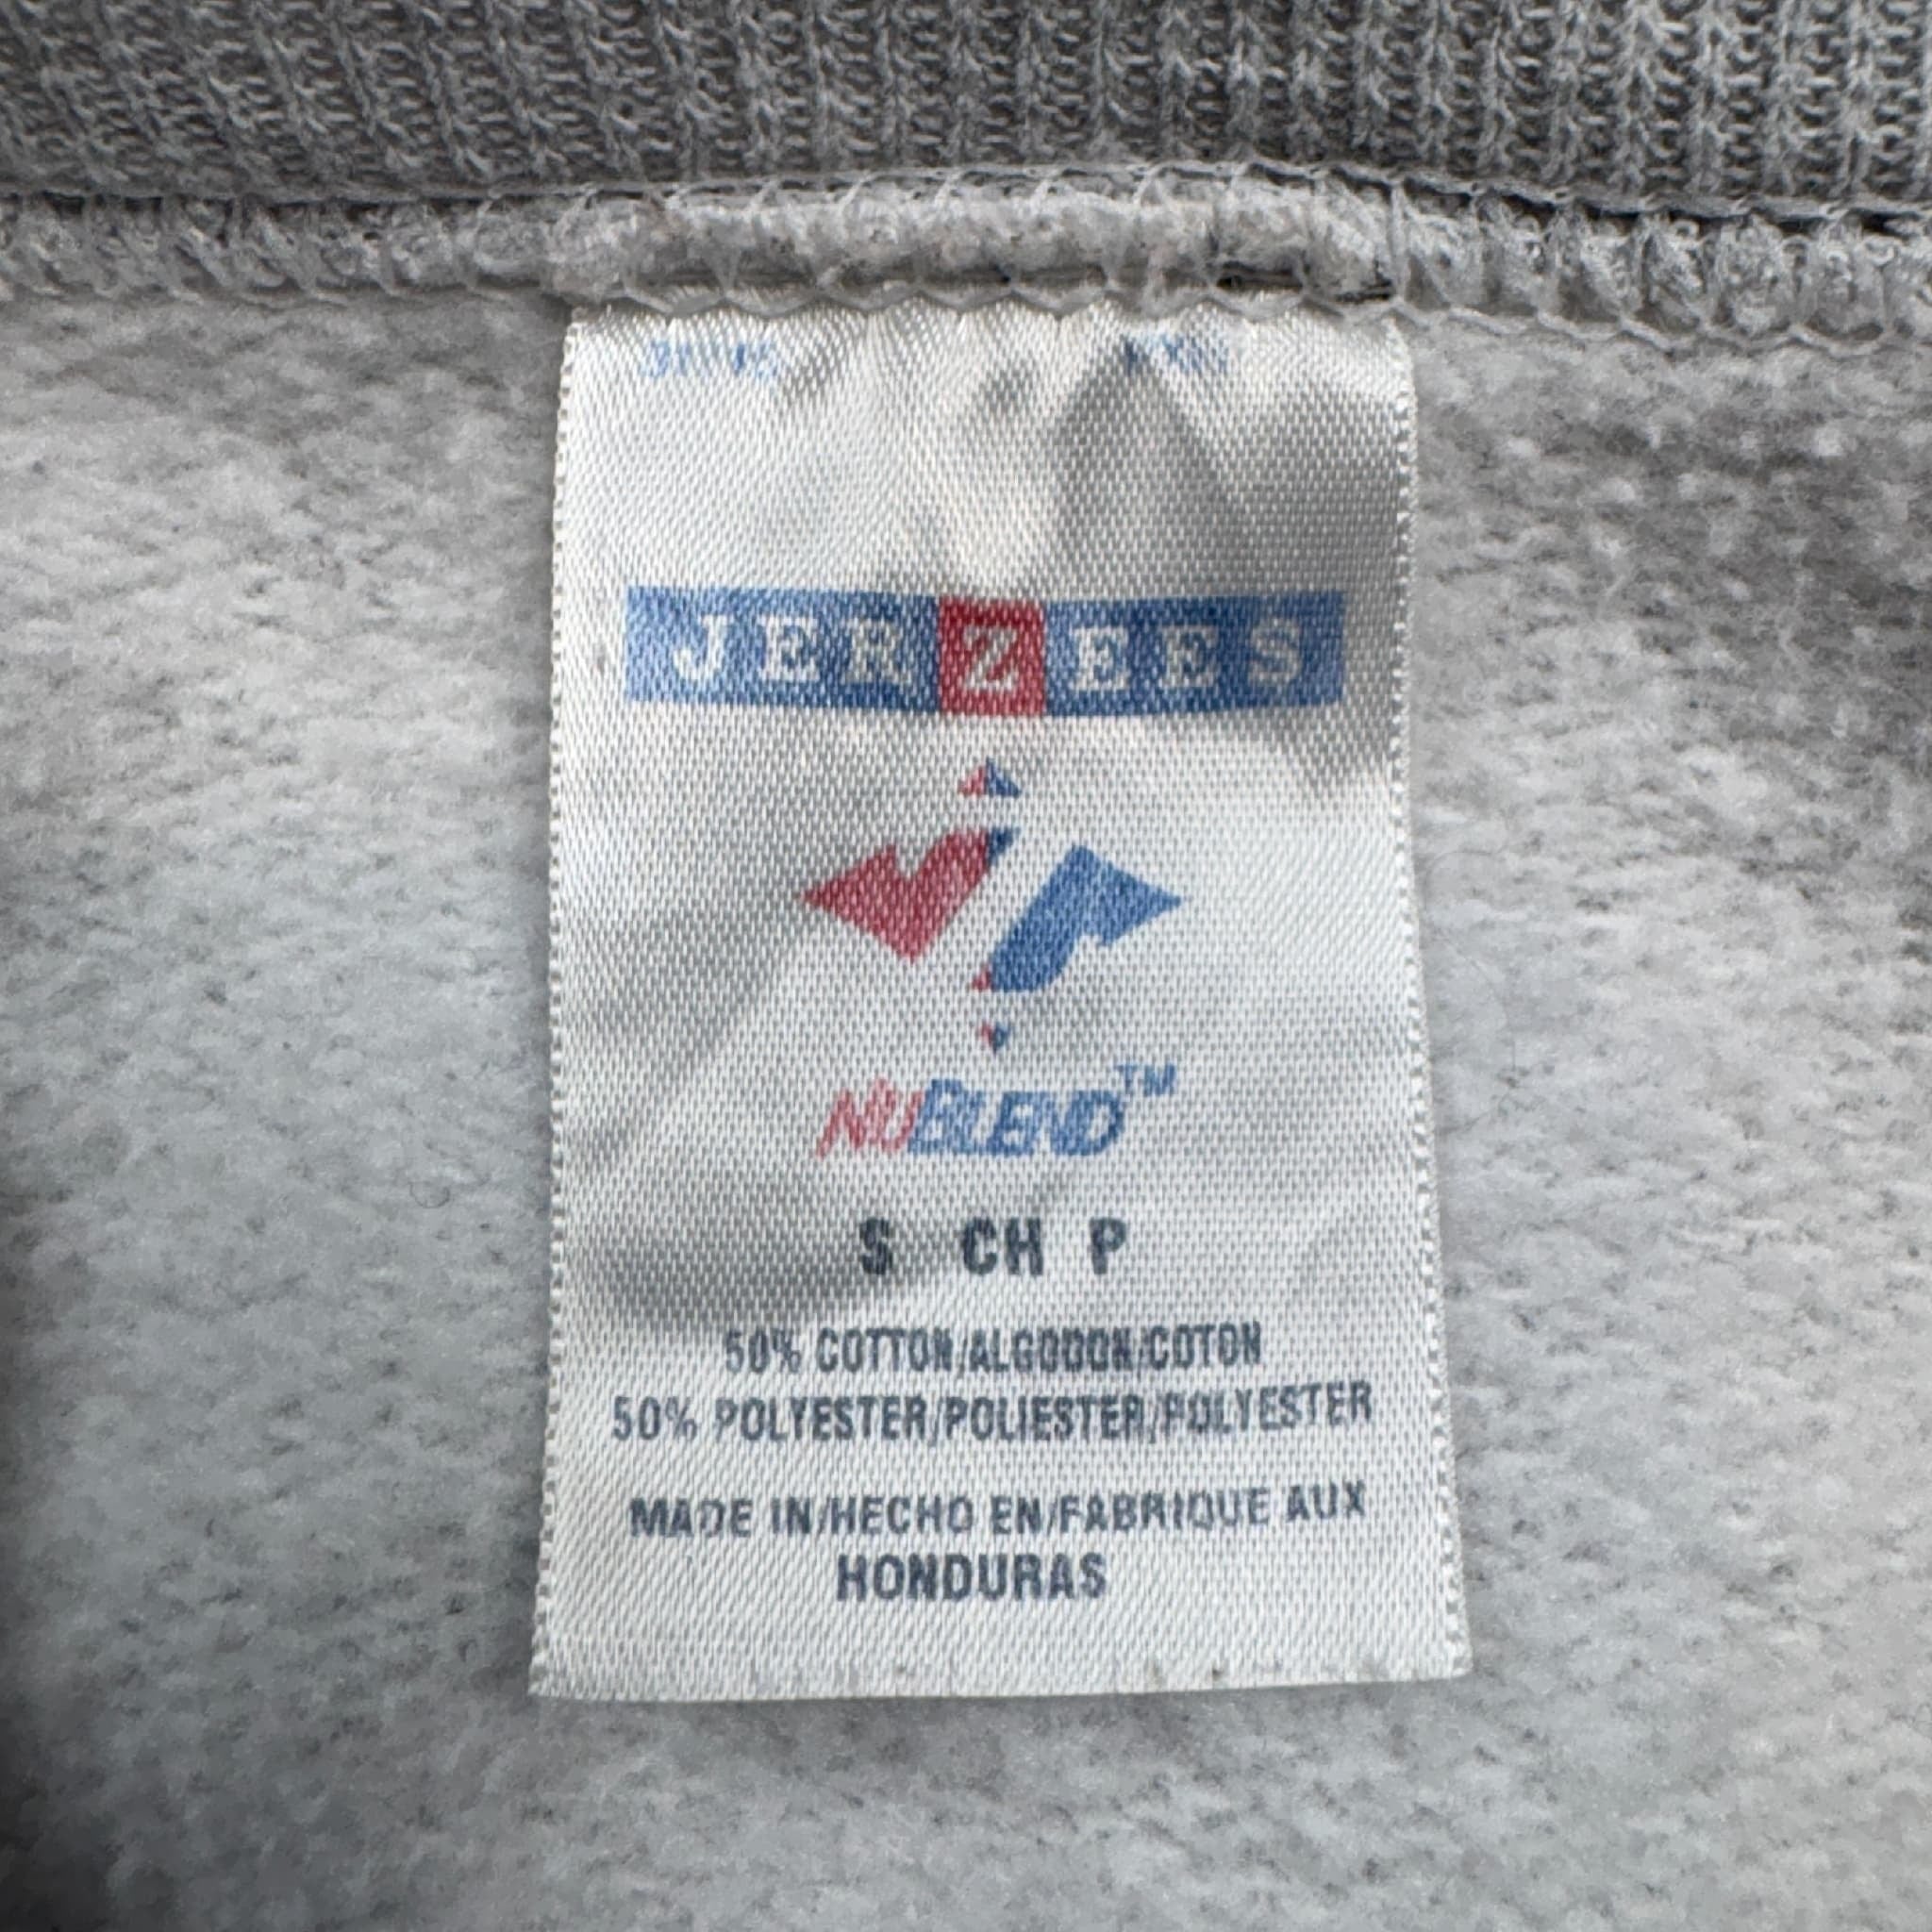 JERZEES
NUBLEND™
S CH P
50% COTTON/ALGODON/COTON
50% POLYESTER/POLIESTER/POLYESTER
MADE IN/HECHO EN/FABRIQUE AUX
HONDURAS